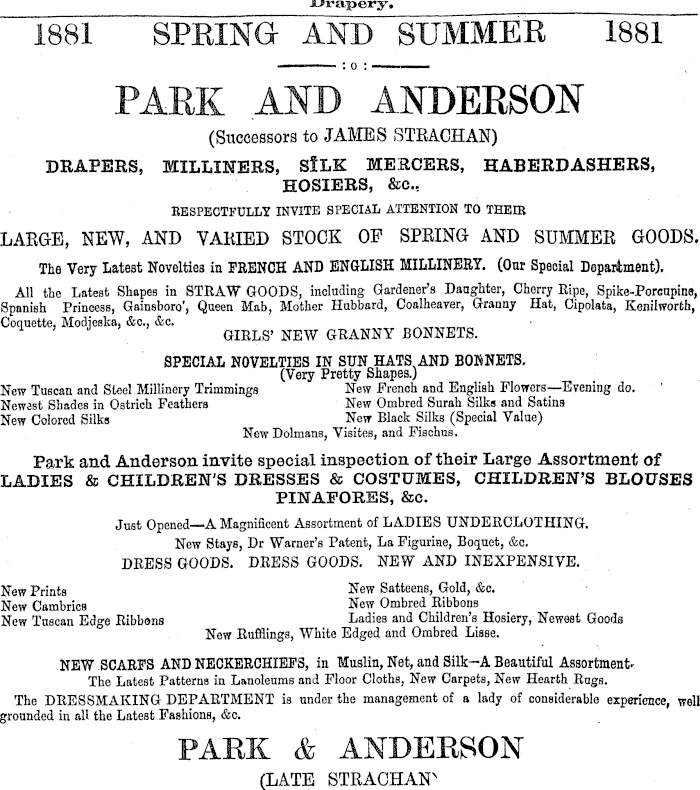 Drapery.
1881 SPRING AND SUMMER 1881
:o:
PARK AND ANDERSON
(Successors to JAMES STRACHAN)
DRAPERS, MILLINERS, SILK MERCERS, HABERDASHERS,
HOSIERS, &c.,
RESPECTFULLY INVITE SPECIAL ATTENTION TO THEIR
LARGE, NEW, AND VARIED STOCK OF SPRING AND SUMMER GOODS.
The Very Latest Novelties in FRENCH AND ENGLISH MILLINERY. (Our Special Department).
All the Latest Shapes in STRAW GOODS, including Gardener's Daughter, Cherry Ripe, Spike-Porcupine,
Spanish Princess, Gainsboro', Queen Mab, Mother Hubbard, Coalheaver, Granny Hat, Cipolata, Kenilworth,
Coquette, Modjeska, &c., &c.
GIRLS' NEW GRANNY BONNETS.
SPECIAL NOVELTIES IN SUN HATS AND BONNETS.
(Very Pretty Shapes.)
New Tuscan and Steel Millinery Trimmings New French and English Flowers—Evening do.
Newest Shades in Ostrich Feathers New Ombred Surah Silks and Satins
New Colored Silks New Black Silks (Special Value)
New Dolmans, Visites, and Fischus.
Park and Anderson invite special inspection of their Large Assortment of
LADIES & CHILDREN'S DRESSES & COSTUMES, CHILDREN'S BLOUSES
PINAFORES, &c.
Just Opened—A Magnificent Assortment of LADIES UNDERCLOTHING.
New Stays, Dr Warner's Patent, La Figurine, Boquet, &c.
DRESS GOODS. DRESS GOODS. NEW AND INEXPENSIVE.
New Prints New Satteens, Gold, &c.
New Cambrics New Ombred Ribbons
New Tuscan Edge Ribbons Ladies and Children's Hosiery, Newest Goods
New Rufflings, White Edged and Ombred Lisse.
NEW SCARFS AND NECKERCHIEFS, in Muslin, Net, and Silk—A Beautiful Assortment.
The Latest Patterns in Lanoleums and Floor Cloths, New Carpets, New Hearth Rugs.
The DRESSMAKING DEPARTMENT is under the management of a lady of considerable experience, well
grounded in all the Latest Fashions, &c.
PARK & ANDERSON
(LATE STRACHAN)